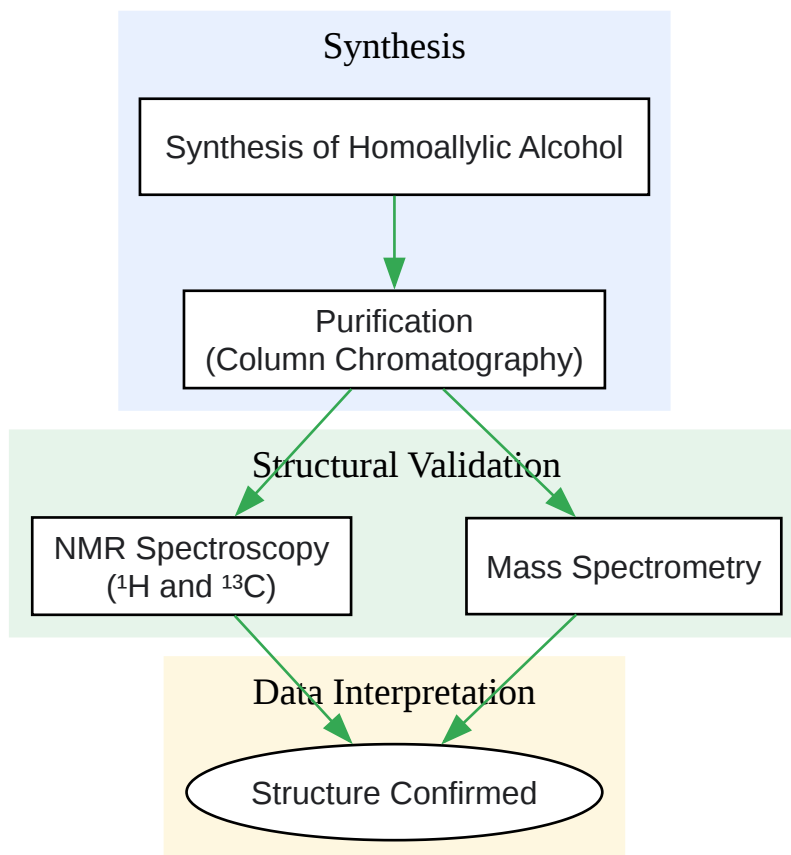 Synthesis
Synthesis of Homoallylic Alcohol
Purification
(Column Chromatography)
Structural Validation
NMR Spectroscopy
(¹H and ¹³C)
Mass Spectrometry
Data Interpretation
Structure Confirmed